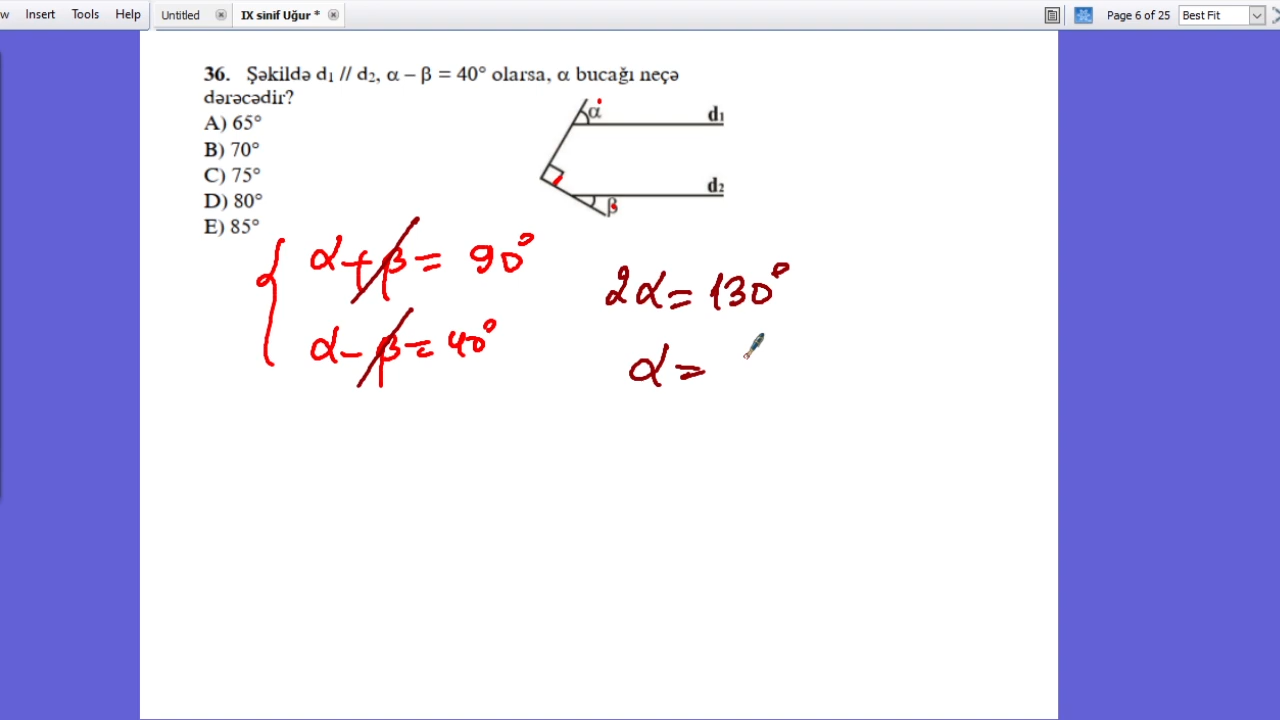 w Insert Tools Help
Untitled IX sinif Uğur *
Page 6 of 25 Best Fit
36. Şəkildə d₁ // d₂, α – β = 40° olarsa, α bucağı neçə
dərəcədir?
A) 65°
B) 70°
C) 75°
D) 80°
E) 85°
α d₁
d₂
β
α + β = 90°
α – β = 40°
2α = 130°
α =